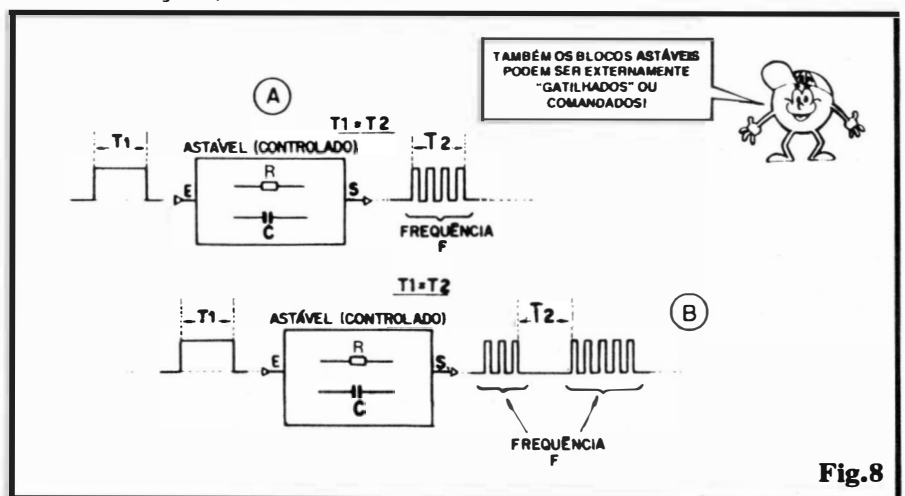 TAMBÉM OS BLOCOS ASTÁVEIS
PODEM SER EXTERNAMENTE
"GATILHADOS" OU
COMANDADOS!
A
T1=T2
T1
ASTÁVEL (CONTROLADO)
T2
R
E
S
C
FREQUÊNCIA
F
T1=T2
T1
ASTÁVEL (CONTROLADO)
T2
B
R
E
S
C
FREQUÊNCIA
F
Fig.8